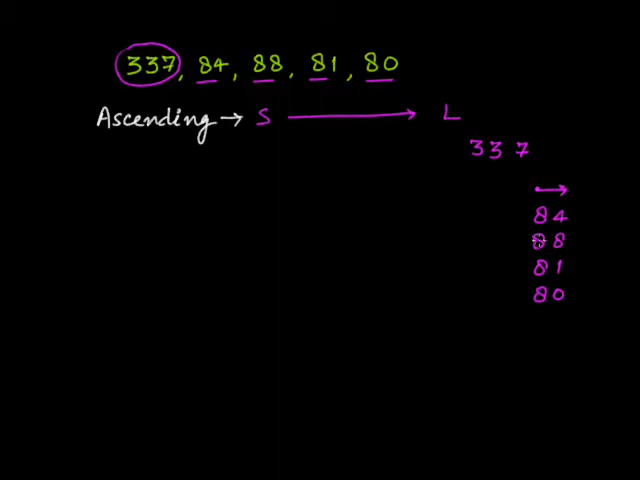 337, 84, 88, 81, 80
Ascending → S → L
337
84
88
81
80